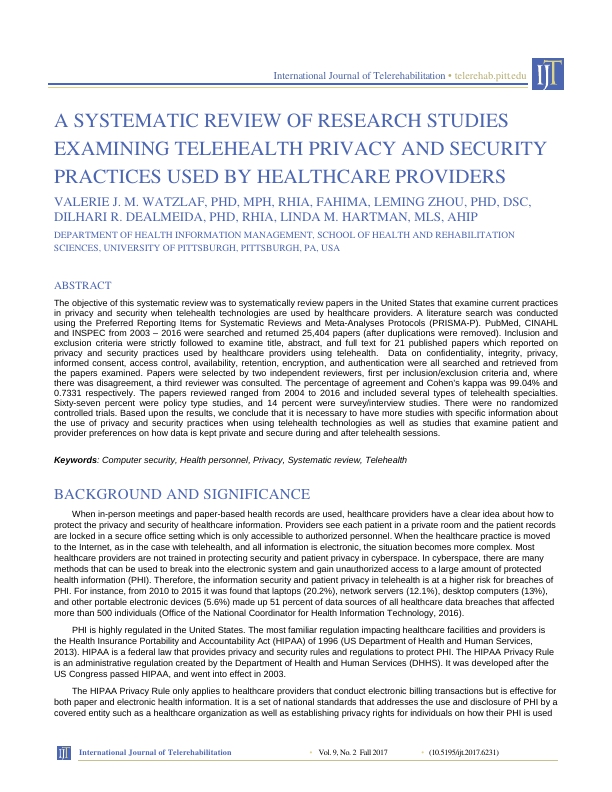 International Journal of Telerehabilitation • telerehab.pitt.edu
IJT
A SYSTEMATIC REVIEW OF RESEARCH STUDIES
EXAMINING TELEHEALTH PRIVACY AND SECURITY
PRACTICES USED BY HEALTHCARE PROVIDERS
VALERIE J. M. WATZLAF, PHD, MPH, RHIA, FAHIMA, LEMING ZHOU, PHD, DSC,
DILHARI R. DEALMEIDA, PHD, RHIA, LINDA M. HARTMAN, MLS, AHIP
DEPARTMENT OF HEALTH INFORMATION MANAGEMENT, SCHOOL OF HEALTH AND REHABILITATION
SCIENCES, UNIVERSITY OF PITTSBURGH, PITTSBURGH, PA, USA
ABSTRACT
The objective of this systematic review was to systematically review papers in the United States that examine current practices
in privacy and security when telehealth technologies are used by healthcare providers. A literature search was conducted
using the Preferred Reporting Items for Systematic Reviews and Meta-Analyses Protocols (PRISMA-P). PubMed, CINAHL
and INSPEC from 2003 – 2016 were searched and returned 25,404 papers (after duplications were removed). Inclusion and
exclusion criteria were strictly followed to examine title, abstract, and full text for 21 published papers which reported on
privacy and security practices used by healthcare providers using telehealth. Data on confidentiality, integrity, privacy,
informed consent, access control, availability, retention, encryption, and authentication were all searched and retrieved from
the papers examined. Papers were selected by two independent reviewers, first per inclusion/exclusion criteria and, where
there was disagreement, a third reviewer was consulted. The percentage of agreement and Cohen's kappa was 99.04% and
0.7331 respectively. The papers reviewed ranged from 2004 to 2016 and included several types of telehealth specialties.
Sixty-seven percent were policy type studies, and 14 percent were survey/interview studies. There were no randomized
controlled trials. Based upon the results, we conclude that it is necessary to have more studies with specific information about
the use of privacy and security practices when using telehealth technologies as well as studies that examine patient and
provider preferences on how data is kept private and secure during and after telehealth sessions.
Keywords: Computer security, Health personnel, Privacy, Systematic review, Telehealth
BACKGROUND AND SIGNIFICANCE
When in-person meetings and paper-based health records are used, healthcare providers have a clear idea about how to
protect the privacy and security of healthcare information. Providers see each patient in a private room and the patient records
are locked in a secure office setting which is only accessible to authorized personnel. When the healthcare practice is moved
to the Internet, as in the case with telehealth, and all information is electronic, the situation becomes more complex. Most
healthcare providers are not trained in protecting security and patient privacy in cyberspace. In cyberspace, there are many
methods that can be used to break into the electronic system and gain unauthorized access to a large amount of protected
health information (PHI). Therefore, the information security and patient privacy in telehealth is at a higher risk for breaches of
PHI. For instance, from 2010 to 2015 it was found that laptops (20.2%), network servers (12.1%), desktop computers (13%),
and other portable electronic devices (5.6%) made up 51 percent of data sources of all healthcare data breaches that affected
more than 500 individuals (Office of the National Coordinator for Health Information Technology, 2016).
PHI is highly regulated in the United States. The most familiar regulation impacting healthcare facilities and providers is
the Health Insurance Portability and Accountability Act (HIPAA) of 1996 (US Department of Health and Human Services,
2013). HIPAA is a federal law that provides privacy and security rules and regulations to protect PHI. The HIPAA Privacy Rule
is an administrative regulation created by the Department of Health and Human Services (DHHS). It was developed after the
US Congress passed HIPAA, and went into effect in 2003.
The HIPAA Privacy Rule only applies to healthcare providers that conduct electronic billing transactions but is effective for
both paper and electronic health information. It is a set of national standards that addresses the use and disclosure of PHI by a
covered entity such as a healthcare organization as well as establishing privacy rights for individuals on how their PHI is used
IJT International Journal of Telerehabilitation • Vol. 9, No. 2 Fall 2017 • (10.5195/ijt.2017.6231)